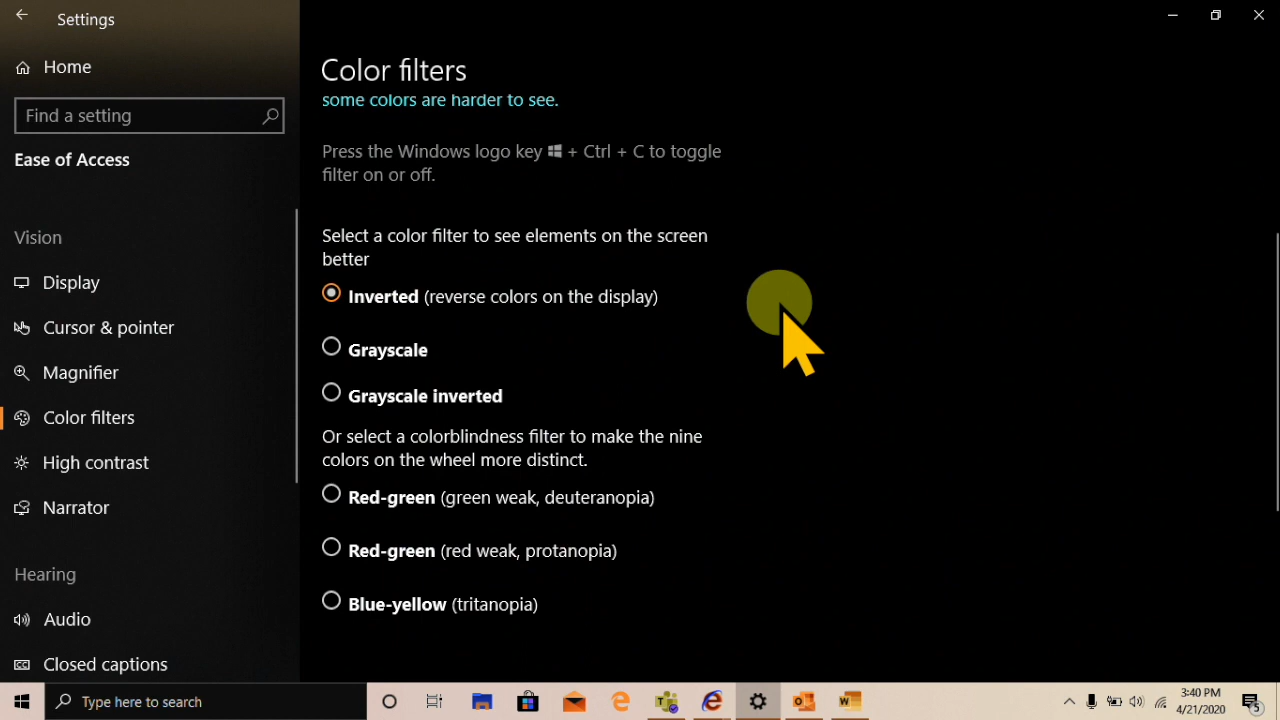 Settings
Home
Find a setting
Ease of Access
Vision
Display
Cursor & pointer
Magnifier
Color filters
High contrast
Narrator
Hearing
Audio
Closed captions
Color filters
some colors are harder to see.
Press the Windows logo key + Ctrl + C to toggle
filter on or off.
Select a color filter to see elements on the screen
better
Inverted (reverse colors on the display)
Grayscale
Grayscale inverted
Or select a colorblindness filter to make the nine
colors on the wheel more distinct.
Red-green (green weak, deuteranopia)
Red-green (red weak, protanopia)
Blue-yellow (tritanopia)
Type here to search
3:40 PM
4/21/2020
5